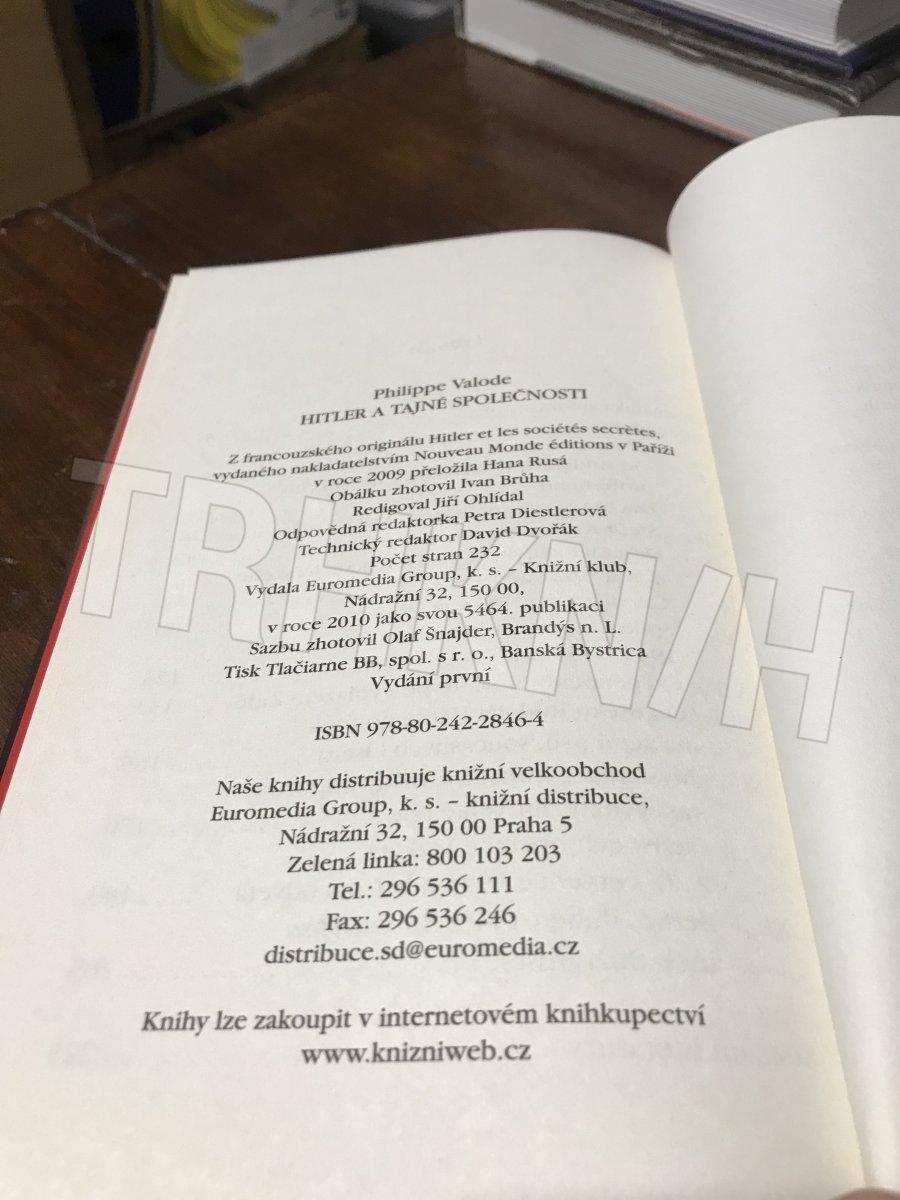 Philippe Valode
HITLER A TAJNÉ SPOLEČNOSTI
Z francouzského originálu Hitler et les sociétés secrètes,
vydaného nakladatelstvím Nouveau Monde éditions v Paříži
v roce 2009 přeložila Hana Rusá
Obálku zhotovil Ivan Brůha
Redigoval Jiří Ohlídal
Odpovědná redaktorka Petra Diestlerová
Technický redaktor David Dvořák
Počet stran 232
Vydala Euromedia Group, k. s. – Knižní klub,
Nádražní 32, 150 00,
v roce 2010 jako svou 5464. publikaci
Sazbu zhotovil Olaf Šnajder, Brandýs n. L.
Tisk Tlačiarne BB, spol. s r. o., Banská Bystrica
Vydání první
ISBN 978-80-242-2846-4
Naše knihy distribuuje knižní velkoobchod
Euromedia Group, k. s. – knižní distribuce,
Nádražní 32, 150 00 Praha 5
Zelená linka: 800 103 203
Tel.: 296 536 111
Fax: 296 536 246
distribuce.sd@euromedia.cz
Knihy lze zakoupit v internetovém knihkupectví
www.knizniweb.cz
TRHKNIH